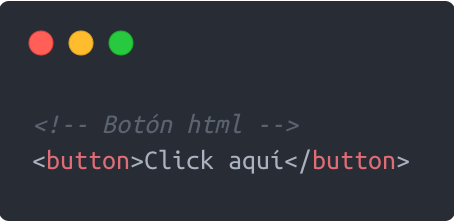 <!-- Botón html -->
<button>Click aquí</button>